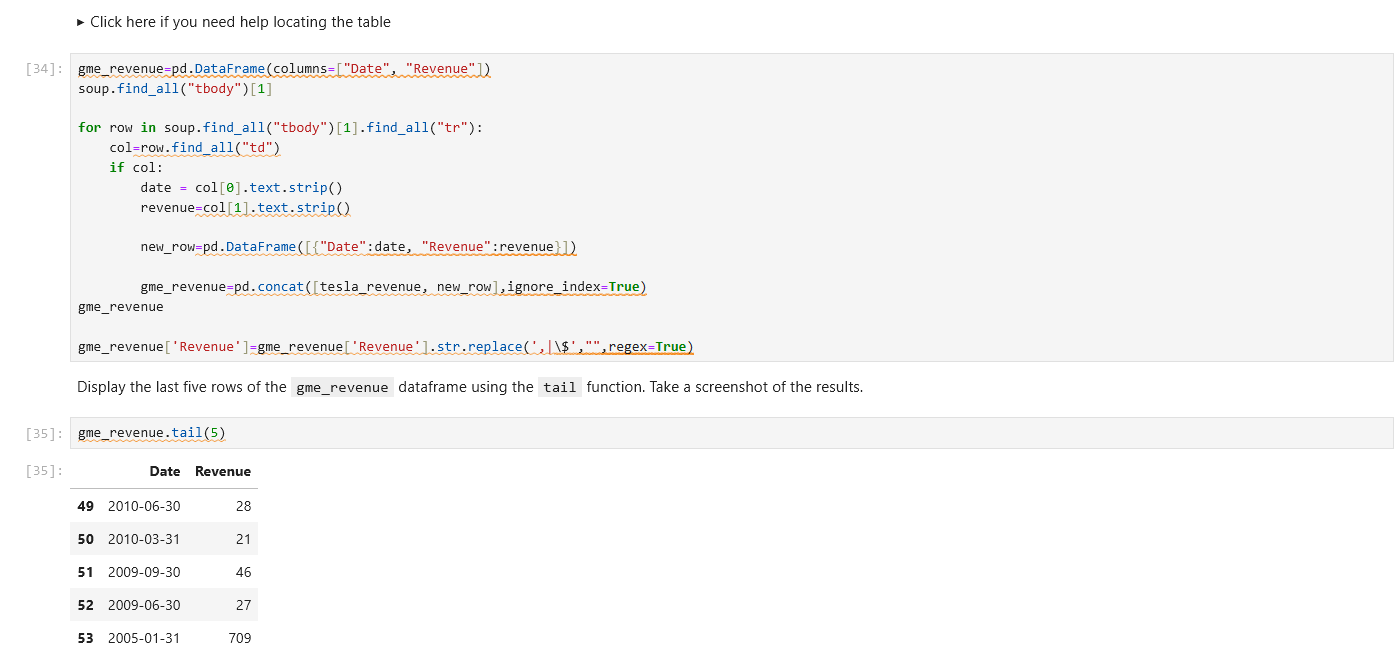 ▸ Click here if you need help locating the table
[34]: gme_revenue=pd.DataFrame(columns=["Date", "Revenue"])
soup.find_all("tbody")[1]
for row in soup.find_all("tbody")[1].find_all("tr"):
    col=row.find_all("td")
    if col:
        date = col[0].text.strip()
        revenue=col[1].text.strip()
        new_row=pd.DataFrame([{"Date":date, "Revenue":revenue}])
        gme_revenue=pd.concat([tesla_revenue, new_row],ignore_index=True)
gme_revenue
gme_revenue['Revenue']=gme_revenue['Revenue'].str.replace(',|\$',"",regex=True)
Display the last five rows of the gme_revenue dataframe using the tail function. Take a screenshot of the results.
[35]: gme_revenue.tail(5)
[35]: Date Revenue
49 2010-06-30 28
50 2010-03-31 21
51 2009-09-30 46
52 2009-06-30 27
53 2005-01-31 709